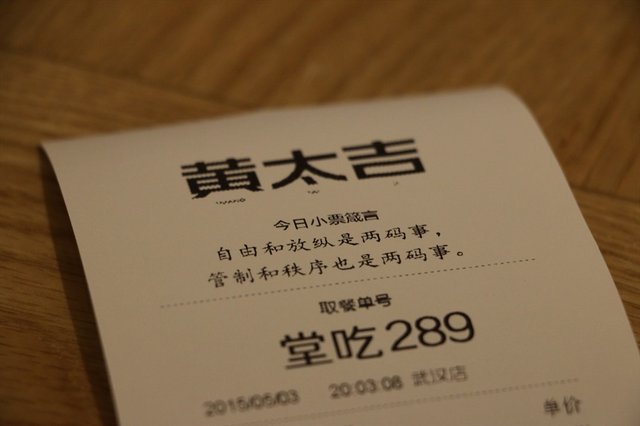 黄太吉
今日小票箴言
自由和放纵是两码事，
管制和秩序也是两码事。
取餐单号
堂吃289
2015/05/03 20:03:08 武汉店
单价